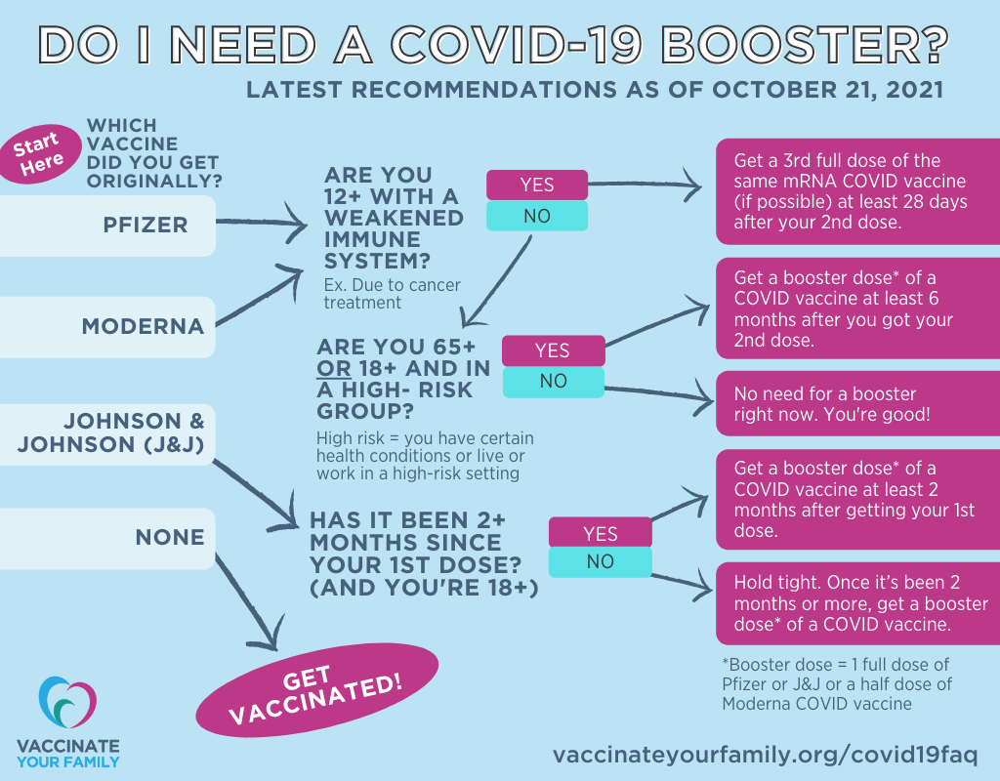 DO I NEED A COVID-19 BOOSTER?
LATEST RECOMMENDATIONS AS OF OCTOBER 21, 2021
Start
Here
WHICH
VACCINE
DID YOU GET
ORIGINALLY?
PFIZER
MODERNA
JOHNSON &
JOHNSON (J&J)
NONE
ARE YOU
12+ WITH A
WEAKENED
IMMUNE
SYSTEM?
Ex. Due to cancer
treatment
YES
NO
ARE YOU 65+
OR 18+ AND IN
A HIGH- RISK
GROUP?
High risk = you have certain
health conditions or live or
work in a high-risk setting
YES
NO
HAS IT BEEN 2+
MONTHS SINCE
YOUR 1ST DOSE?
(AND YOU'RE 18+)
YES
NO
GET
VACCINATED!
Get a 3rd full dose of the
same mRNA COVID vaccine
(if possible) at least 28 days
after your 2nd dose.
Get a booster dose* of a
COVID vaccine at least 6
months after you got your
2nd dose.
No need for a booster
right now. You're good!
Get a booster dose* of a
COVID vaccine at least 2
months after getting your 1st
dose.
Hold tight. Once it's been 2
months or more, get a booster
dose* of a COVID vaccine.
*Booster dose = 1 full dose of
Pfizer or J&J or a half dose of
Moderna COVID vaccine
VACCINATE
YOUR FAMILY
vaccinateyourfamily.org/covid19faq